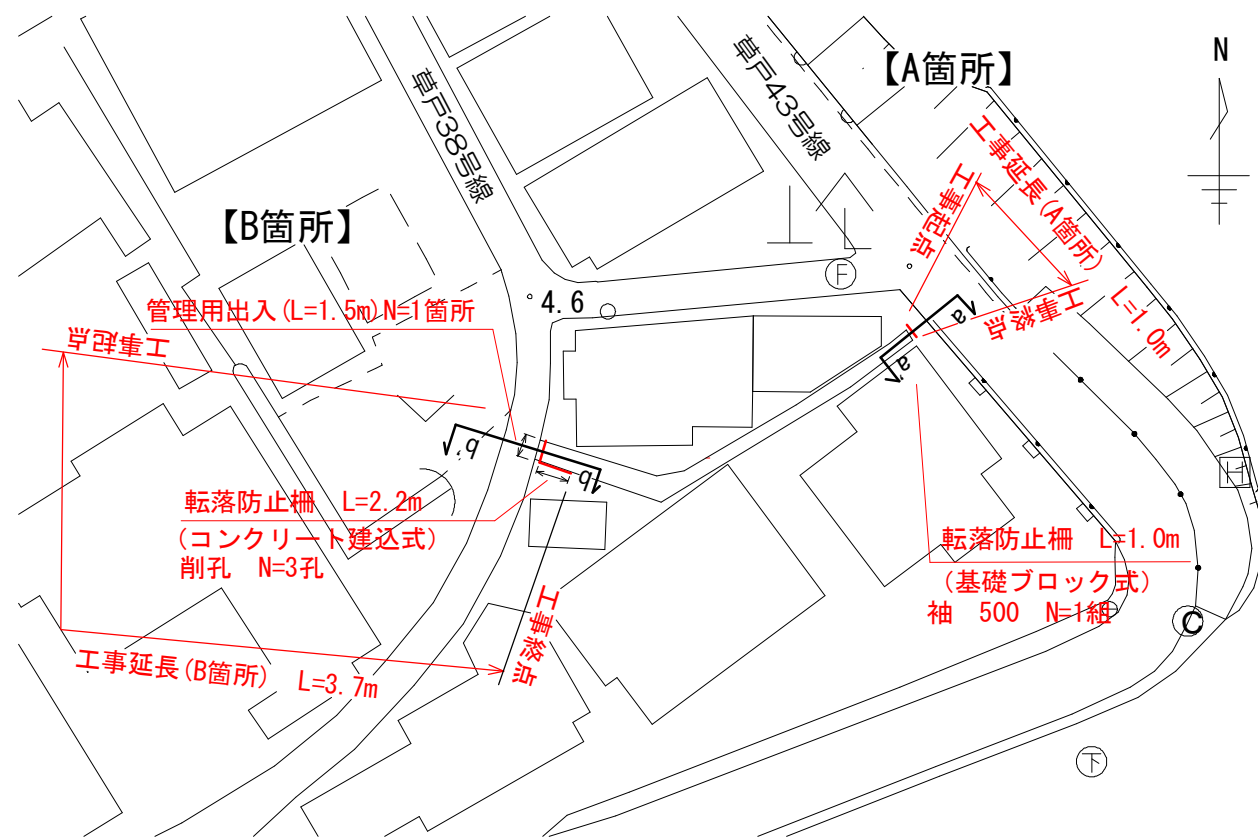 【A箇所】
N
草戸43号線
草戸38号線
工事延長(A箇所)
L=1.0m
工事起点
工事終点
【B箇所】
F
管理用出入(L=1.5m)N=1箇所
4.6
工事起点
a
a'
b'
b
転落防止柵 L=2.2m
(コンクリート建込式)
削孔 N=3孔
転落防止柵 L=1.0m
(基礎ブロック式)
袖 500 N=1組
工事終点
工事延長(B箇所) L=3.7m
H
C
下